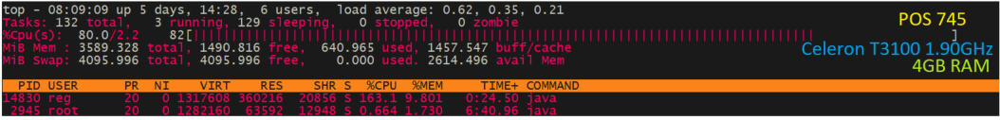 top - 08:09:09 up 5 days, 14:28, 6 users, load average: 0.62, 0.35, 0.21
Tasks: 132 total, 3 running, 129 sleeping, 0 stopped, 0 zombie
%Cpu(s): 80.0/2.2 82[|||||||||||||||||||||||||||||||||||||||||||||||||||||||||||||||||||||||||||||||||| ]
MiB Mem : 3589.328 total, 1490.816 free, 640.965 used, 1457.547 buff/cache
MiB Swap: 4095.996 total, 4095.996 free, 0.000 used. 2614.496 avail Mem
POS 745
Celeron T3100 1.90GHz
4GB RAM
PID USER PR NI VIRT RES SHR S %CPU %MEM TIME+ COMMAND
14830 reg 20 0 1317608 360216 20856 S 163.1 9.801 0:24.50 java
2945 root 20 0 1282160 63592 12948 S 0.664 1.730 6:40.96 java